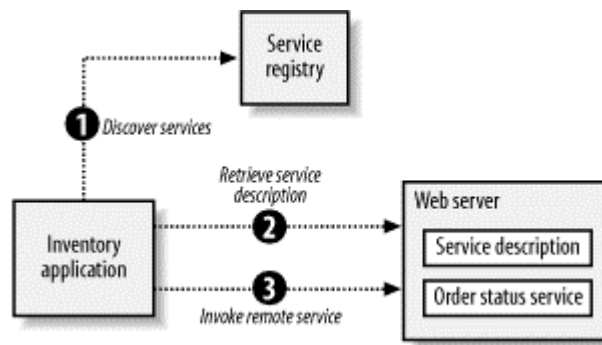 Service
registry
1 Discover services
Retrieve service
description
2
Inventory
application
3
Invoke remote service
Web server
Service description
Order status service